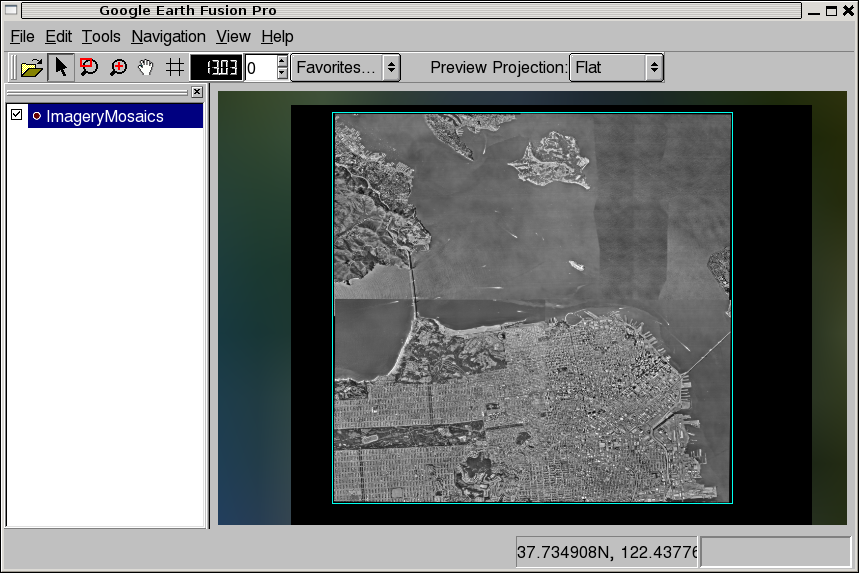 Google Earth Fusion Pro
File Edit Tools Navigation View Help
13.03 0 Favorites... Preview Projection: Flat
ImageryMosaics
37.734908N, 122.43776